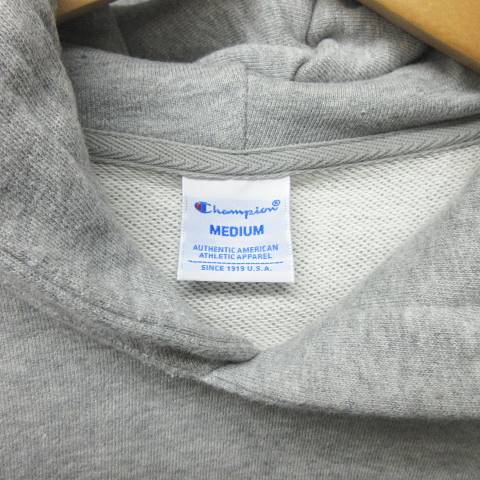 Champion®
MEDIUM
AUTHENTIC AMERICAN
ATHLETIC APPAREL
SINCE 1919 U.S.A.